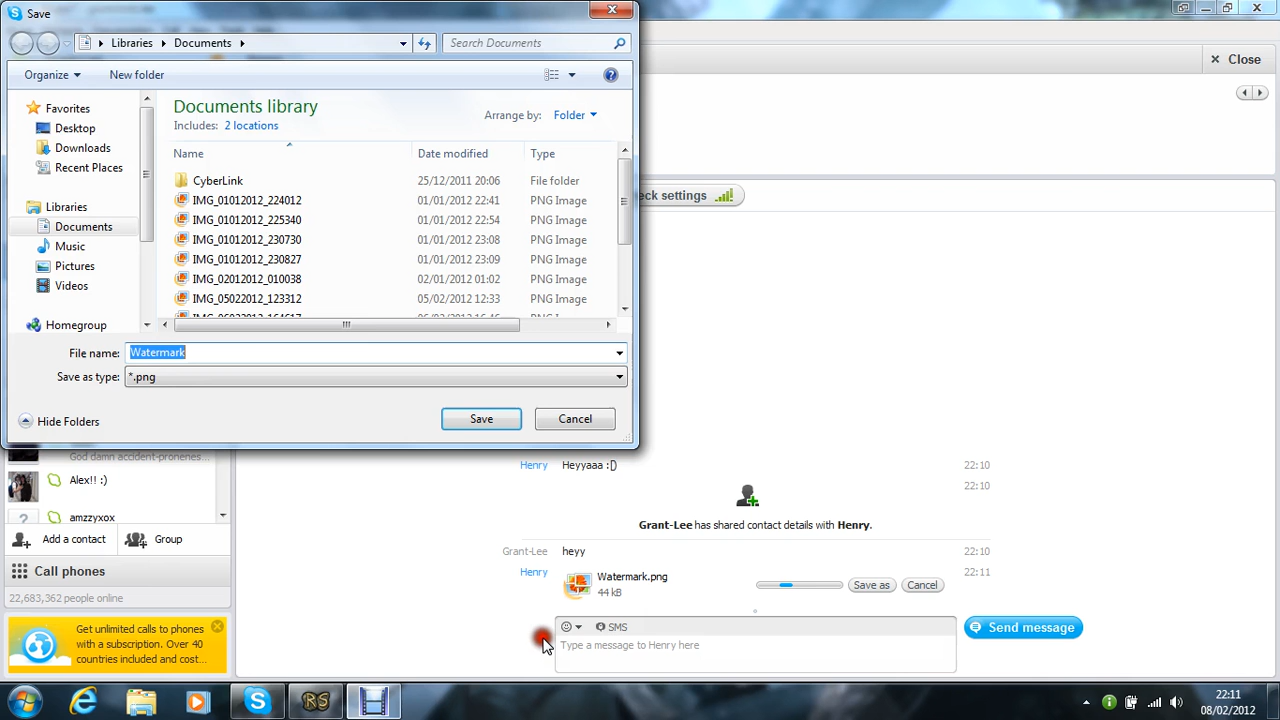 Save
Libraries
Documents
Search Documents
Organize
New folder
Close
Favorites
Desktop
Downloads
Recent Places
Libraries
Documents
Music
Pictures
Videos
Homegroup
Documents library
Includes: 2 locations
Arrange by: Folder
Name Date modified Type
CyberLink 25/12/2011 20:06 File folder
IMG_01012012_224012 01/01/2012 22:41 PNG Image
IMG_01012012_225340 01/01/2012 22:54 PNG Image
IMG_01012012_230730 01/01/2012 23:08 PNG Image
IMG_01012012_230827 01/01/2012 23:09 PNG Image
IMG_02012012_010038 02/01/2012 01:02 PNG Image
IMG_05022012_123312 05/02/2012 12:33 PNG Image
File name: Watermark
Save as type: *.png
Hide Folders
Save
Cancel
settings
God damn accident-pronenes...
Alex!! :)
amzzyxox
Add a contact
Group
Call phones
22,683,362 people online
Get unlimited calls to phones
with a subscription. Over 40
countries included and cost...
Henry Heyyaaa :[) 22:10
22:10
Grant-Lee has shared contact details with Henry.
Grant-Lee heyy 22:10
Henry Watermark.png 22:11
44 kB
Save as
Cancel
SMS
Type a message to Henry here
Send message
RS
22:11
08/02/2012